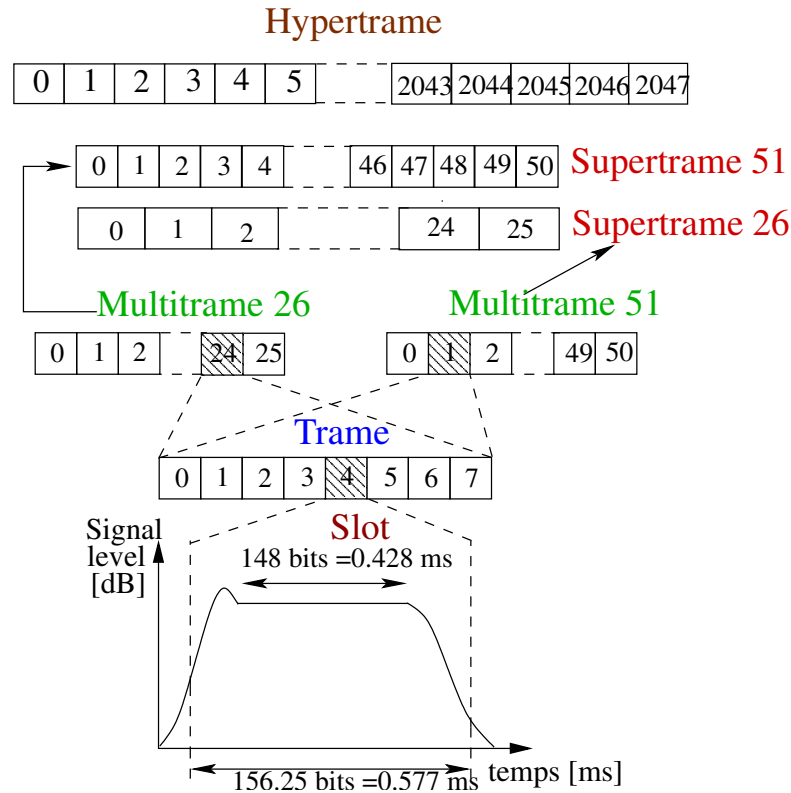 Hypertrame
0 1 2 3 4 5 2043 2044 2045 2046 2047
0 1 2 3 4 46 47 48 49 50 Supertrame 51
0 1 2 24 25 Supertrame 26
Multitrame 26 Multitrame 51
0 1 2 24 25 0 1 2 49 50
Trame
0 1 2 3 4 5 6 7
Signal level [dB]
Slot
148 bits =0.428 ms
156.25 bits =0.577 ms
temps [ms]